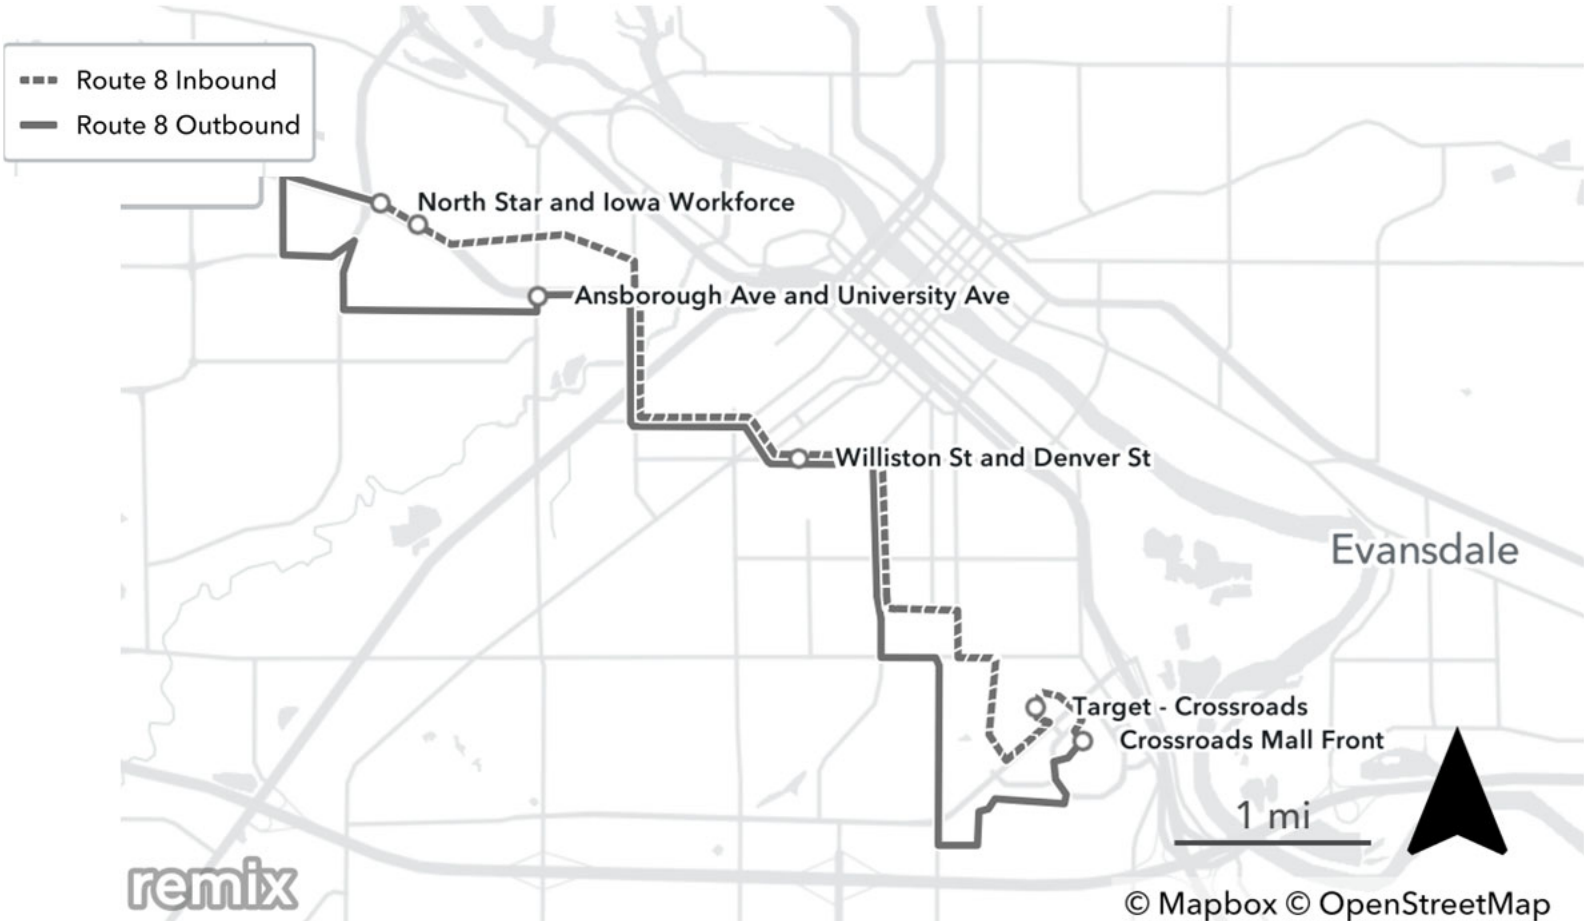 Route 8 Inbound
Route 8 Outbound
North Star and Iowa Workforce
Ansborough Ave and University Ave
Williston St and Denver St
Evansdale
Target - Crossroads
Crossroads Mall Front
1 mi
remix
© Mapbox © OpenStreetMap